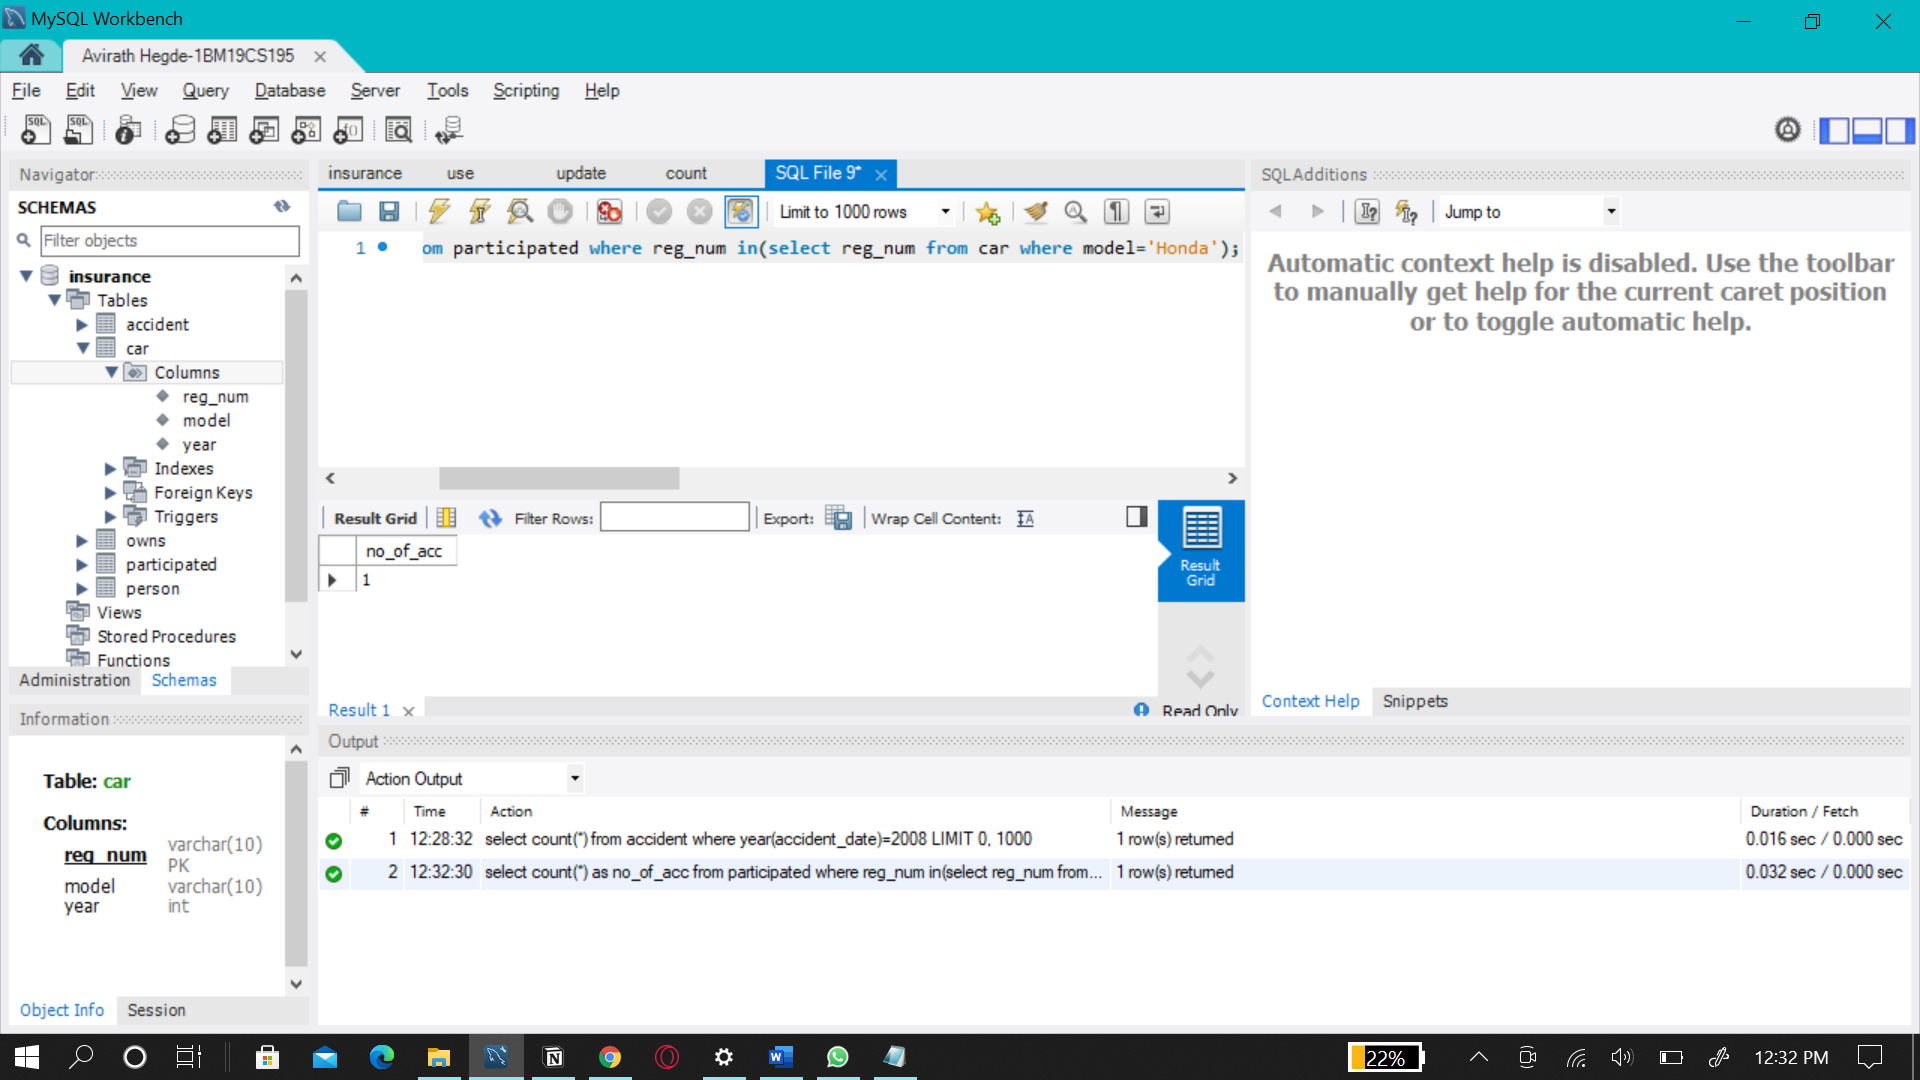 MySQL Workbench
Avirath Hegde-1BM19CS195
File Edit View Query Database Server Tools Scripting Help
Navigator
SCHEMAS
Filter objects
insurance
Tables
accident
car
Columns
reg_num
model
year
Indexes
Foreign Keys
Triggers
owns
participated
person
Views
Stored Procedures
Functions
Administration Schemas
Information
Table: car
Columns:
reg_num varchar(10) PK
model varchar(10)
year int
Object Info Session
insurance use update count SQL File 9*
Limit to 1000 rows
1 om participated where reg_num in(select reg_num from car where model='Honda');
Result Grid Filter Rows: Export: Wrap Cell Content:
no_of_acc
1
Result Grid
Result 1 Read Only
SQLAdditions
Jump to
Automatic context help is disabled. Use the toolbar
to manually get help for the current caret position
or to toggle automatic help.
Context Help Snippets
Output
Action Output
# Time Action Message Duration / Fetch
1 12:28:32 select count(*) from accident where year(accident_date)=2008 LIMIT 0, 1000 1 row(s) returned 0.016 sec / 0.000 sec
2 12:32:30 select count(*) as no_of_acc from participated where reg_num in(select reg_num from... 1 row(s) returned 0.032 sec / 0.000 sec
22% 12:32 PM